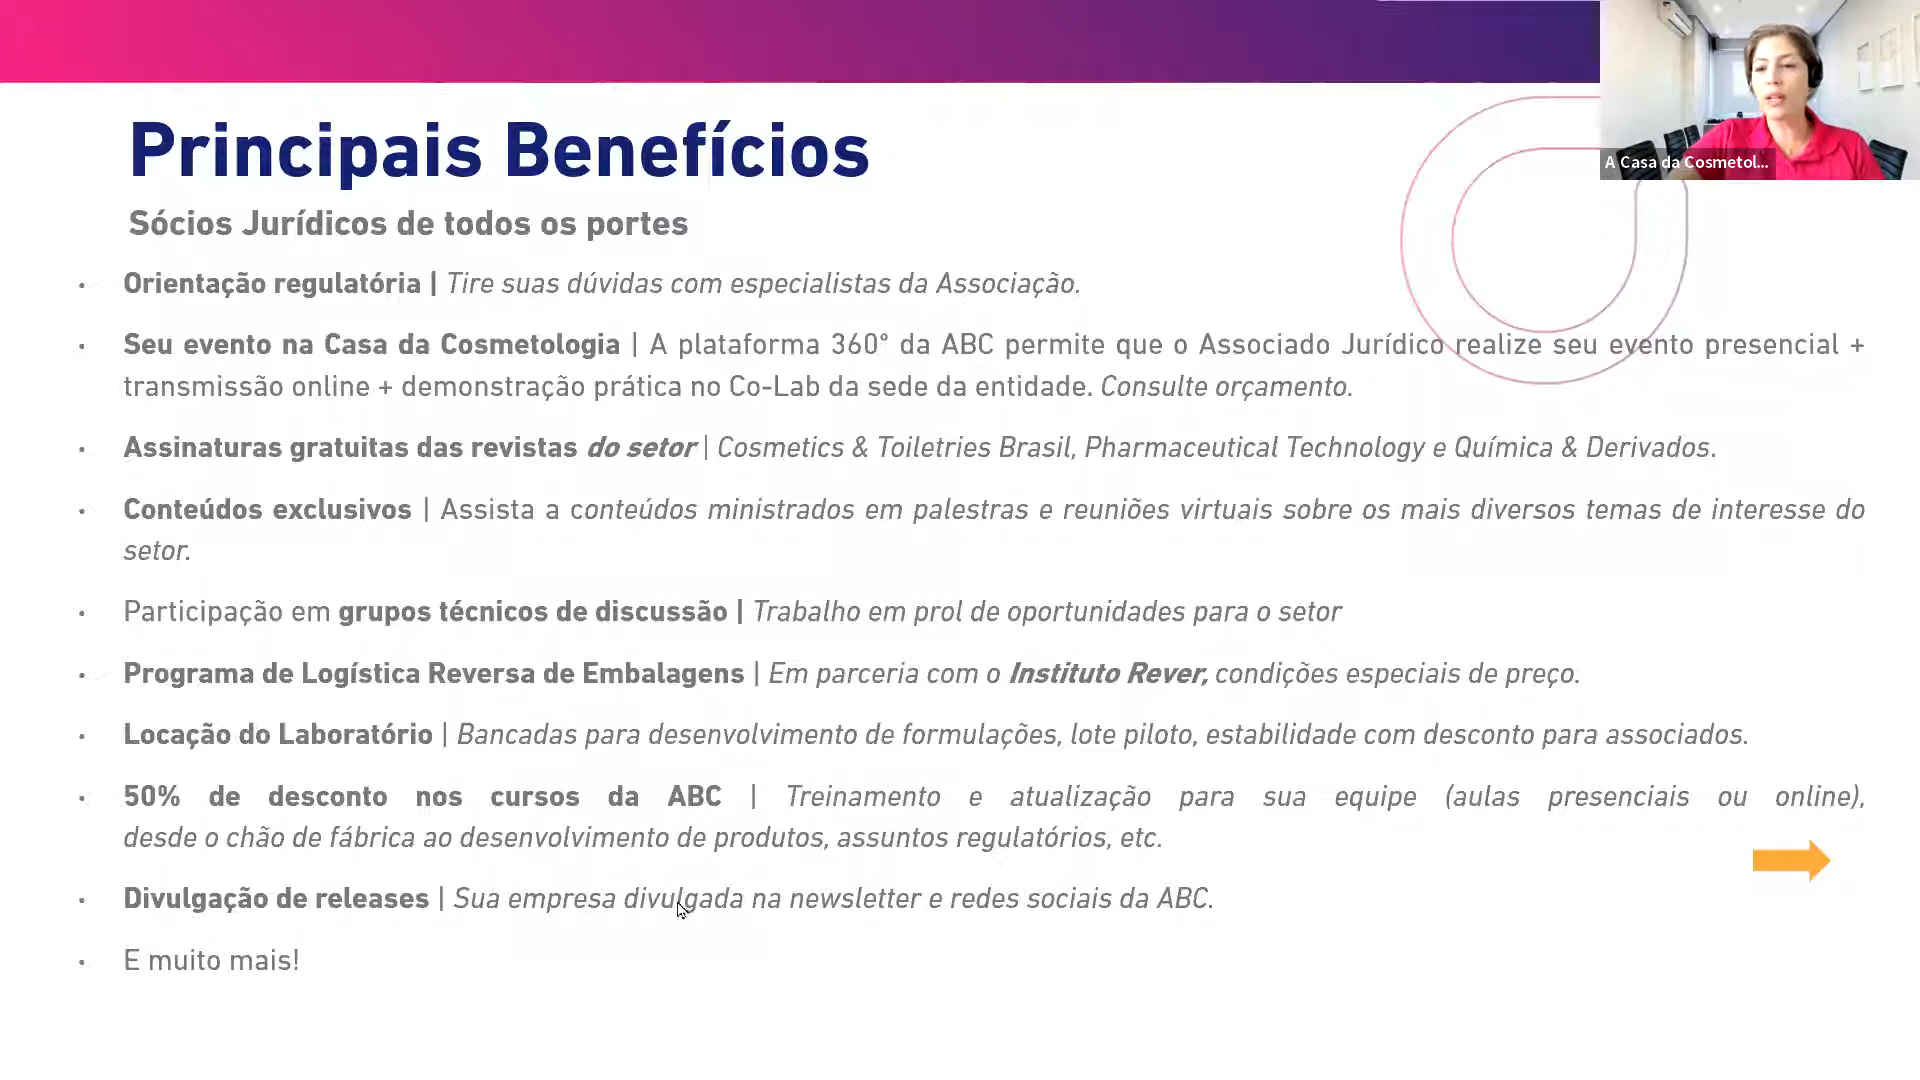 A Casa da Cosmetol...
Principais Benefícios
Sócios Jurídicos de todos os portes
• Orientação regulatória | Tire suas dúvidas com especialistas da Associação.
• Seu evento na Casa da Cosmetologia | A plataforma 360° da ABC permite que o Associado Jurídico realize seu evento presencial +
transmissão online + demonstração prática no Co-Lab da sede da entidade. Consulte orçamento.
• Assinaturas gratuitas das revistas do setor | Cosmetics & Toiletries Brasil, Pharmaceutical Technology e Química & Derivados.
• Conteúdos exclusivos | Assista a conteúdos ministrados em palestras e reuniões virtuais sobre os mais diversos temas de interesse do
setor.
• Participação em grupos técnicos de discussão | Trabalho em prol de oportunidades para o setor
• Programa de Logística Reversa de Embalagens | Em parceria com o Instituto Rever, condições especiais de preço.
• Locação do Laboratório | Bancadas para desenvolvimento de formulações, lote piloto, estabilidade com desconto para associados.
• 50% de desconto nos cursos da ABC | Treinamento e atualização para sua equipe (aulas presenciais ou online),
desde o chão de fábrica ao desenvolvimento de produtos, assuntos regulatórios, etc.
• Divulgação de releases | Sua empresa divulgada na newsletter e redes sociais da ABC.
• E muito mais!